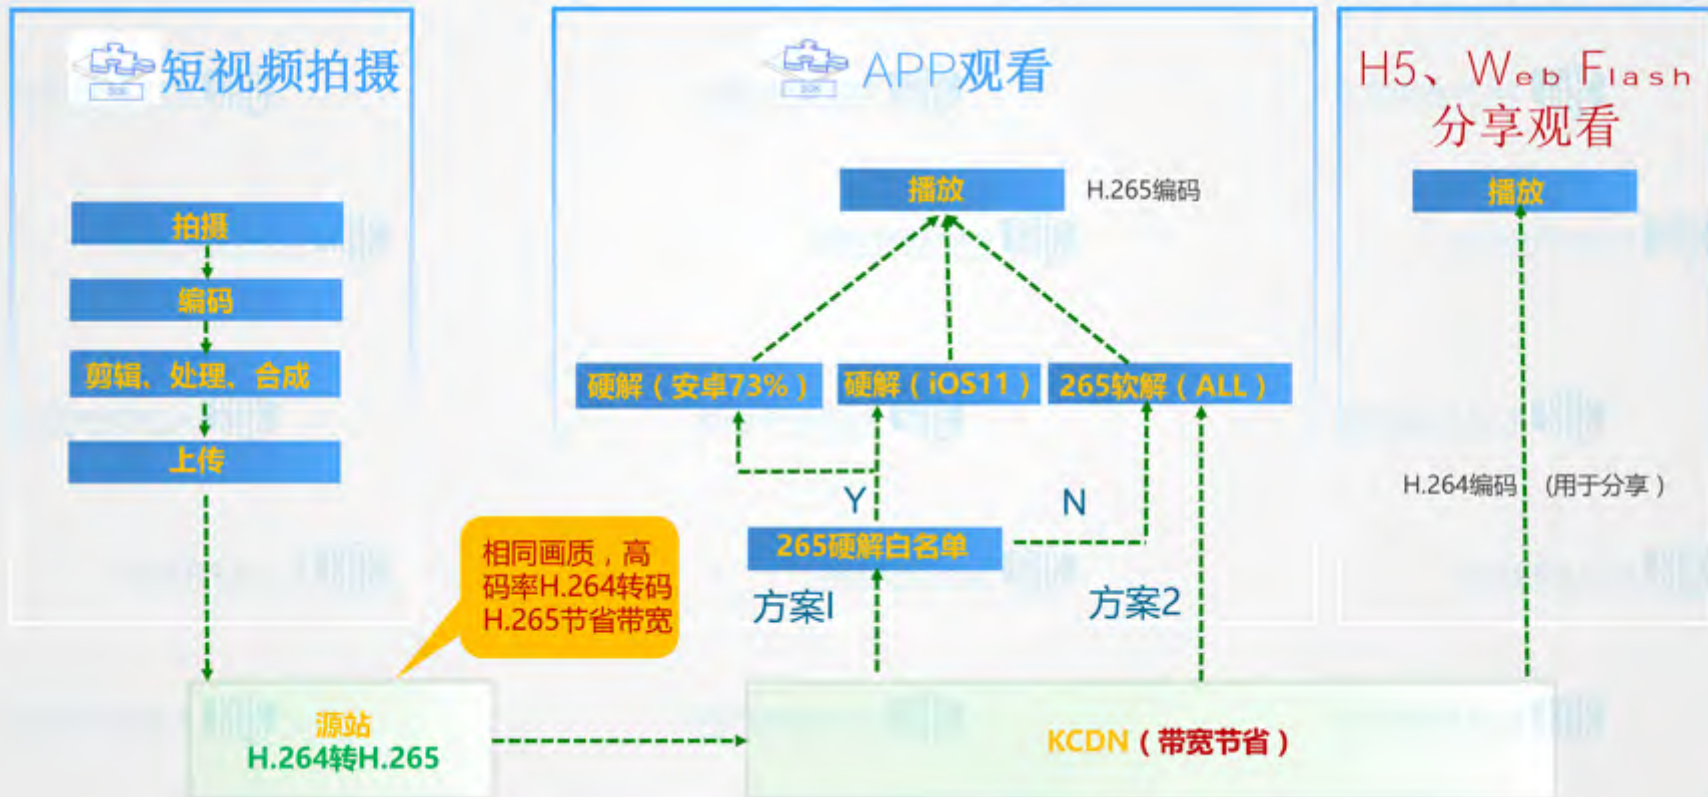 短视频拍摄
拍摄
编码
剪辑、处理、合成
上传
相同画质，高
码率H.264转码
H.265节省带宽
源站
H.264转H.265
APP观看
播放
H.265编码
硬解（安卓73%）
硬解（iOS11）
265软解（ALL）
Y
N
265硬解白名单
方案1
方案2
KCDN（带宽节省）
H5、Web Flash
分享观看
播放
H.264编码 （用于分享）